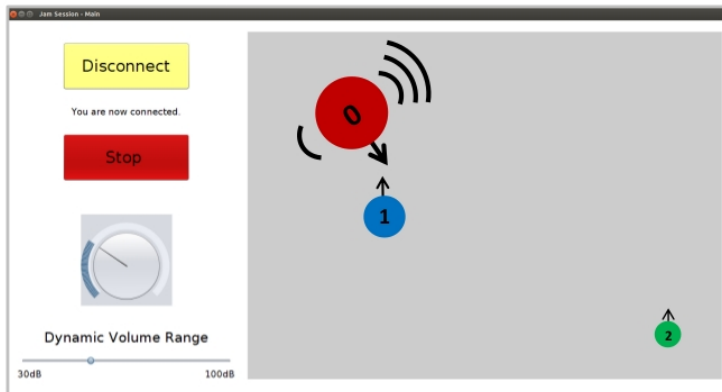 Jam Session - Main
Disconnect
You are now connected.
Stop
Dynamic Volume Range
30dB 100dB
0
1
2